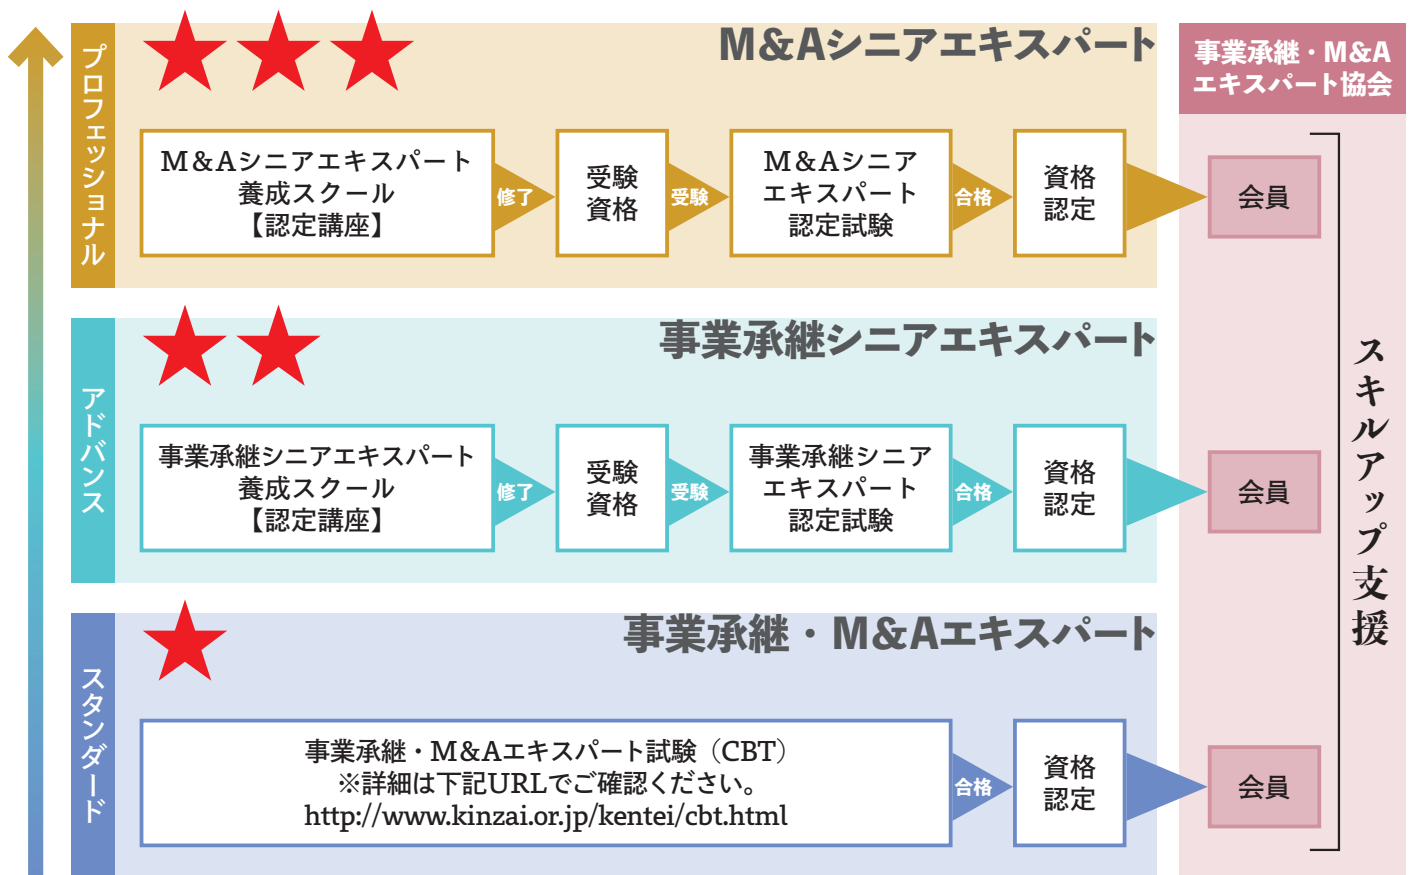 プロフェッショナル
M&Aシニアエキスパート
M&Aシニアエキスパート
養成スクール
【認定講座】
修了
受験
資格
受験
M&Aシニア
エキスパート
認定試験
合格
資格
認定
事業承継・M&A
エキスパート協会
会員
アドバンス
事業承継シニアエキスパート
事業承継シニアエキスパート
養成スクール
【認定講座】
修了
受験
資格
受験
事業承継シニア
エキスパート
認定試験
合格
資格
認定
会員
スタンダード
事業承継・M&Aエキスパート
事業承継・M&Aエキスパート試験（CBT）
※詳細は下記URLでご確認ください。
http://www.kinzai.or.jp/kentei/cbt.html
合格
資格
認定
会員
スキルアップ支援